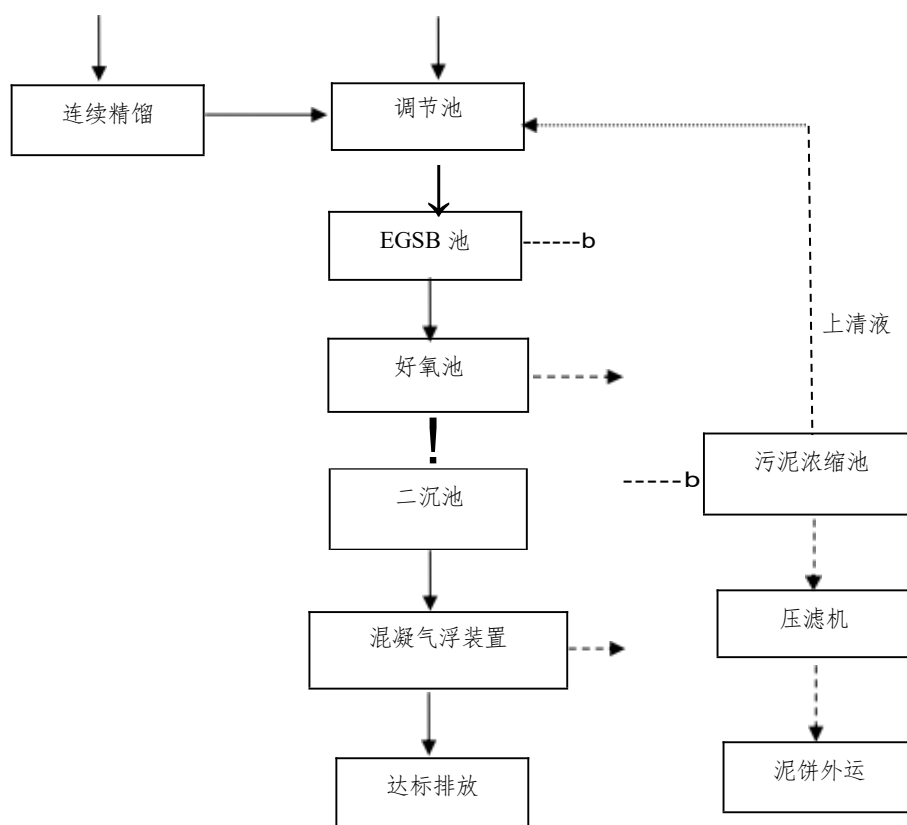 连续精馏
调节池
EGSB 池
b
上清液
好氧池
!
污泥浓缩池
b
二沉池
压滤机
混凝气浮装置
泥饼外运
达标排放